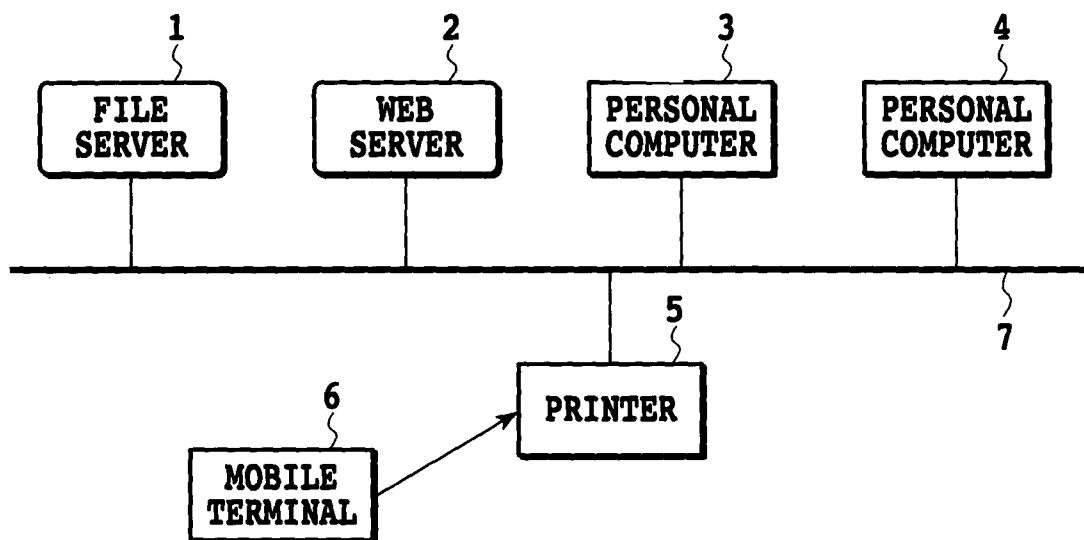 1
2
3
4
FILE
SERVER
WEB
SERVER
PERSONAL
COMPUTER
PERSONAL
COMPUTER
7
5
PRINTER
6
MOBILE
TERMINAL